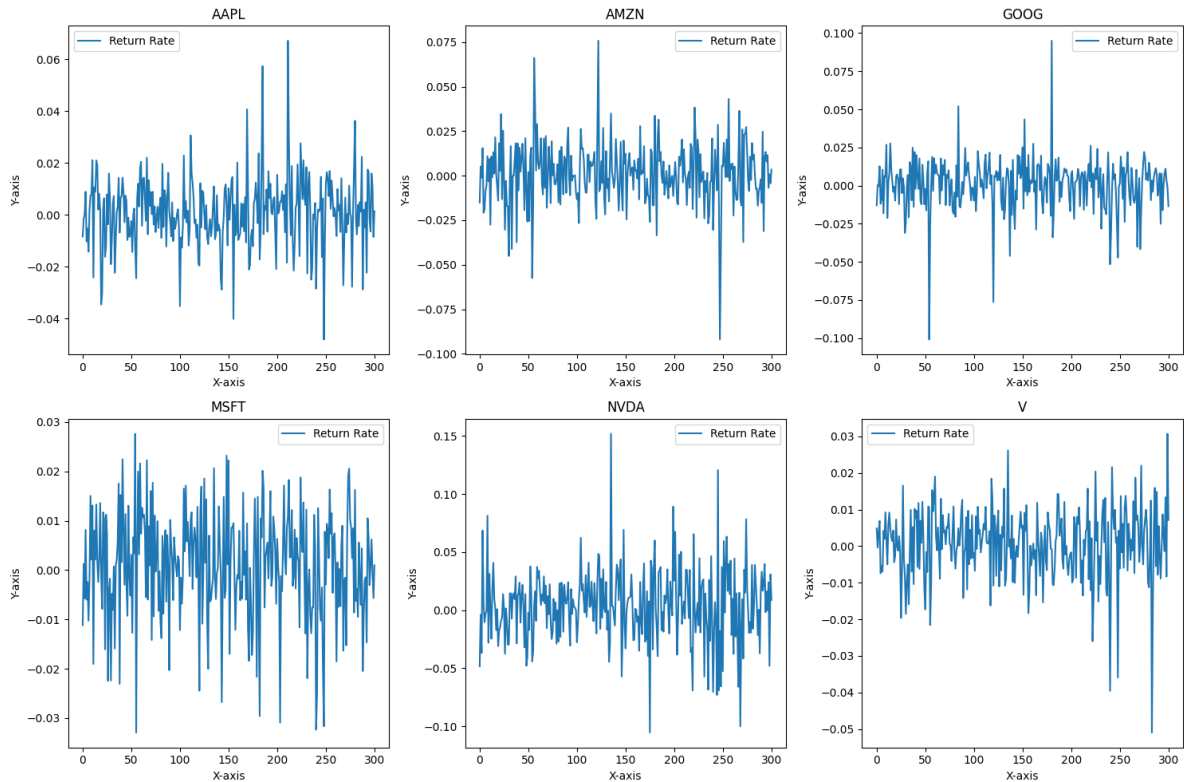 AAPL
Return Rate
Y-axis
0.06
0.04
0.02
0.00
−0.02
−0.04
0 50 100 150 200 250 300
X-axis
AMZN
Return Rate
Y-axis
0.075
0.050
0.025
0.000
−0.025
−0.050
−0.075
−0.100
0 50 100 150 200 250 300
X-axis
GOOG
Return Rate
Y-axis
0.100
0.075
0.050
0.025
0.000
−0.025
−0.050
−0.075
−0.100
0 50 100 150 200 250 300
X-axis
MSFT
Return Rate
Y-axis
0.03
0.02
0.01
0.00
−0.01
−0.02
−0.03
0 50 100 150 200 250 300
X-axis
NVDA
Return Rate
Y-axis
0.15
0.10
0.05
0.00
−0.05
−0.10
0 50 100 150 200 250 300
X-axis
V
Return Rate
Y-axis
0.03
0.02
0.01
0.00
−0.01
−0.02
−0.03
−0.04
−0.05
0 50 100 150 200 250 300
X-axis